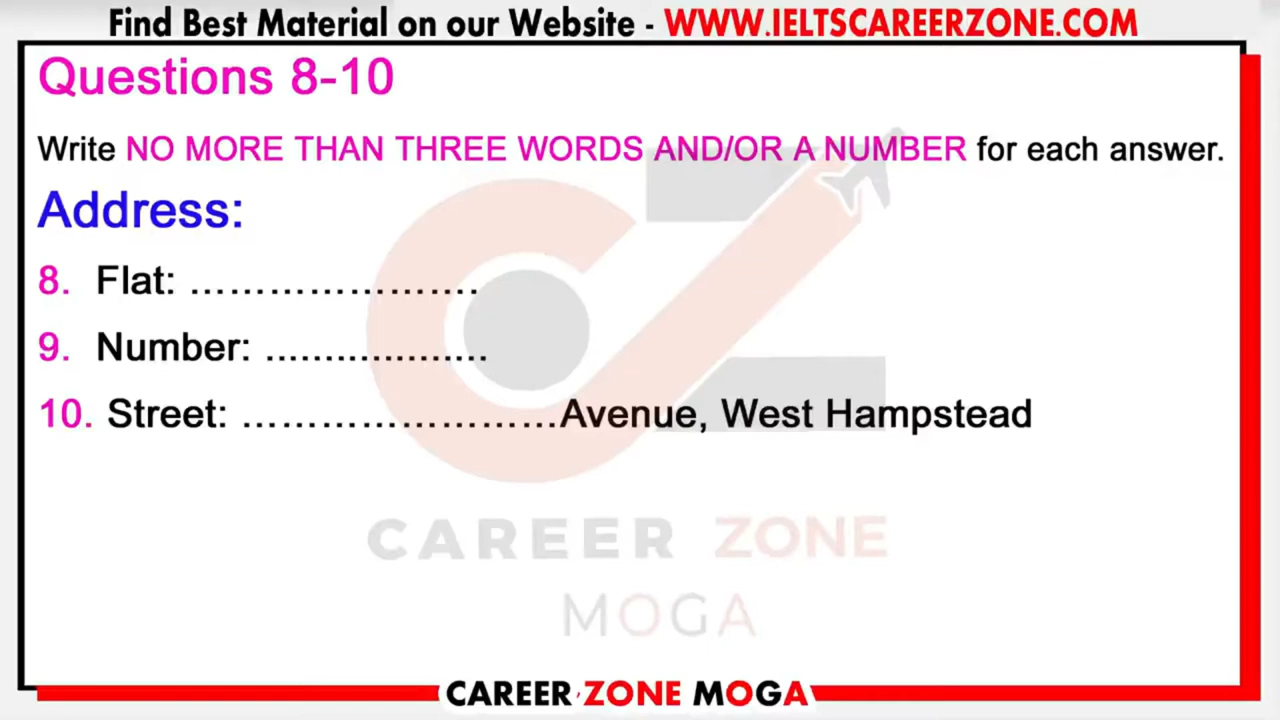 Find Best Material on our Website - WWW.IELTSCAREERZONE.COM
Questions 8-10
Write NO MORE THAN THREE WORDS AND/OR A NUMBER for each answer.
Address:
8. Flat: …………………….
9. Number: .....................
10. Street: ……………………..Avenue, West Hampstead
CAREER ZONE
MOGA
CAREER ZONE MOGA